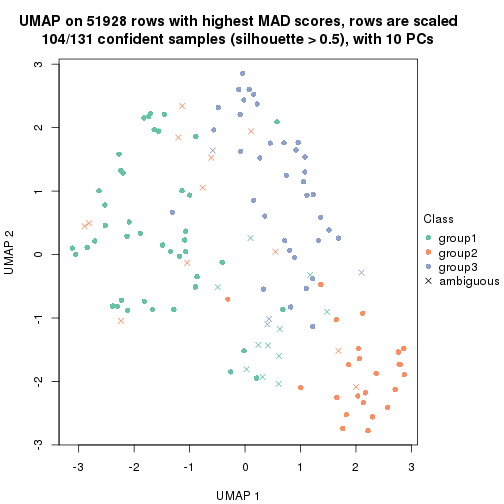 UMAP on 51928 rows with highest MAD scores, rows are scaled
104/131 confident samples (silhouette > 0.5), with 10 PCs
3
2
1
0
-1
-2
-3
UMAP 2
-3 -2 -1 0 1 2 3
UMAP 1
Class
group1
group2
group3
ambiguous